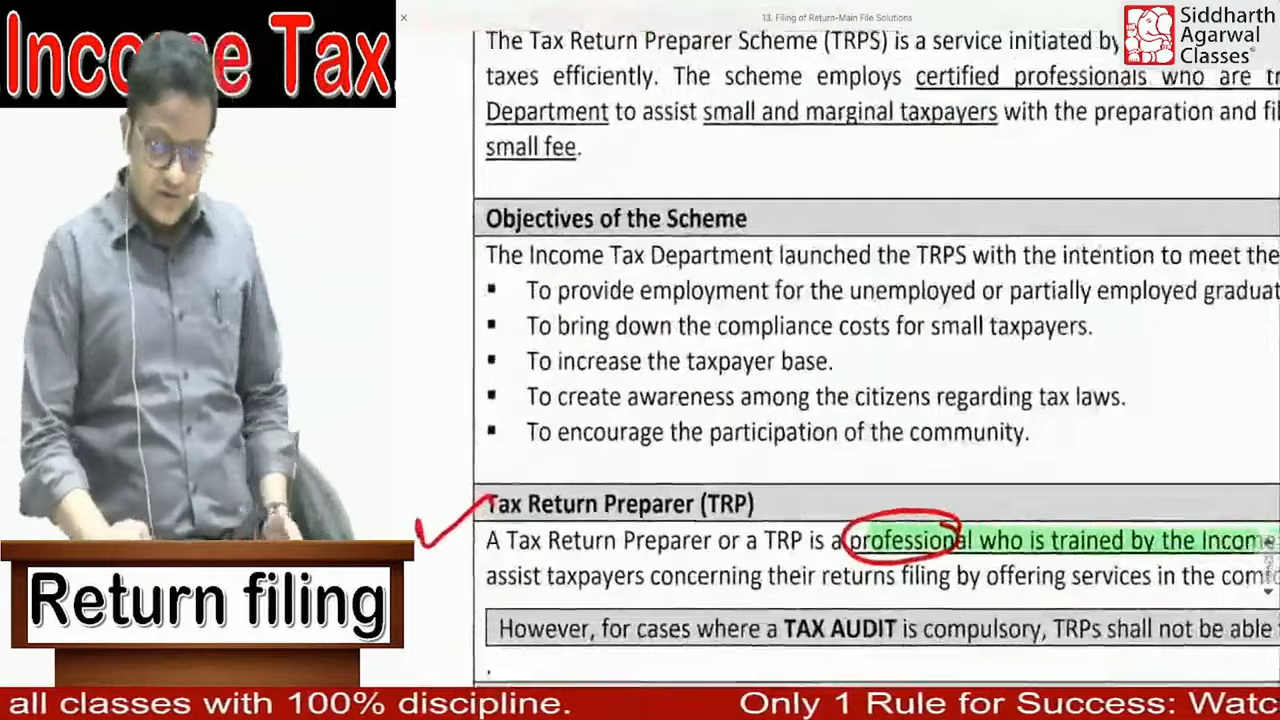 Income Tax
13. Filing of Return-Main File Solutions
Siddharth
Agarwal
Classes
The Tax Return Preparer Scheme (TRPS) is a service initiated by
taxes efficiently. The scheme employs certified professionals who are
Department to assist small and marginal taxpayers with the preparation and
small fee.
Objectives of the Scheme
The Income Tax Department launched the TRPS with the intention to meet the
▪ To provide employment for the unemployed or partially employed
▪ To bring down the compliance costs for small taxpayers.
▪ To increase the taxpayer base.
▪ To create awareness among the citizens regarding tax laws.
▪ To encourage the participation of the community.
Tax Return Preparer (TRP)
A Tax Return Preparer or a TRP is a professional who is trained by the Income
assist taxpayers concerning their returns filing by offering services in the
However, for cases where a TAX AUDIT is compulsory, TRPs shall not be able
.
Return filing
all classes with 100% discipline. Only 1 Rule for Success: